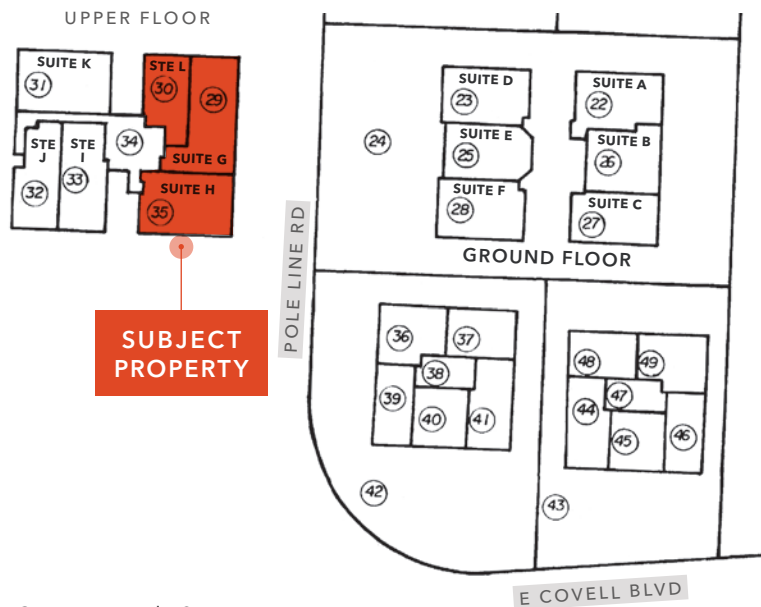 UPPER FLOOR
SUITE K
31
STE L
30
29
34
STE
J
STE
I
SUITE G
32
33
SUITE H
35
SUBJECT
PROPERTY
POLE LINE RD
SUITE D
23
SUITE A
22
24
SUITE E
25
SUITE B
26
SUITE F
28
SUITE C
27
GROUND FLOOR
36
37
38
39
40
41
42
48
49
47
44
45
46
43
E COVELL BLVD